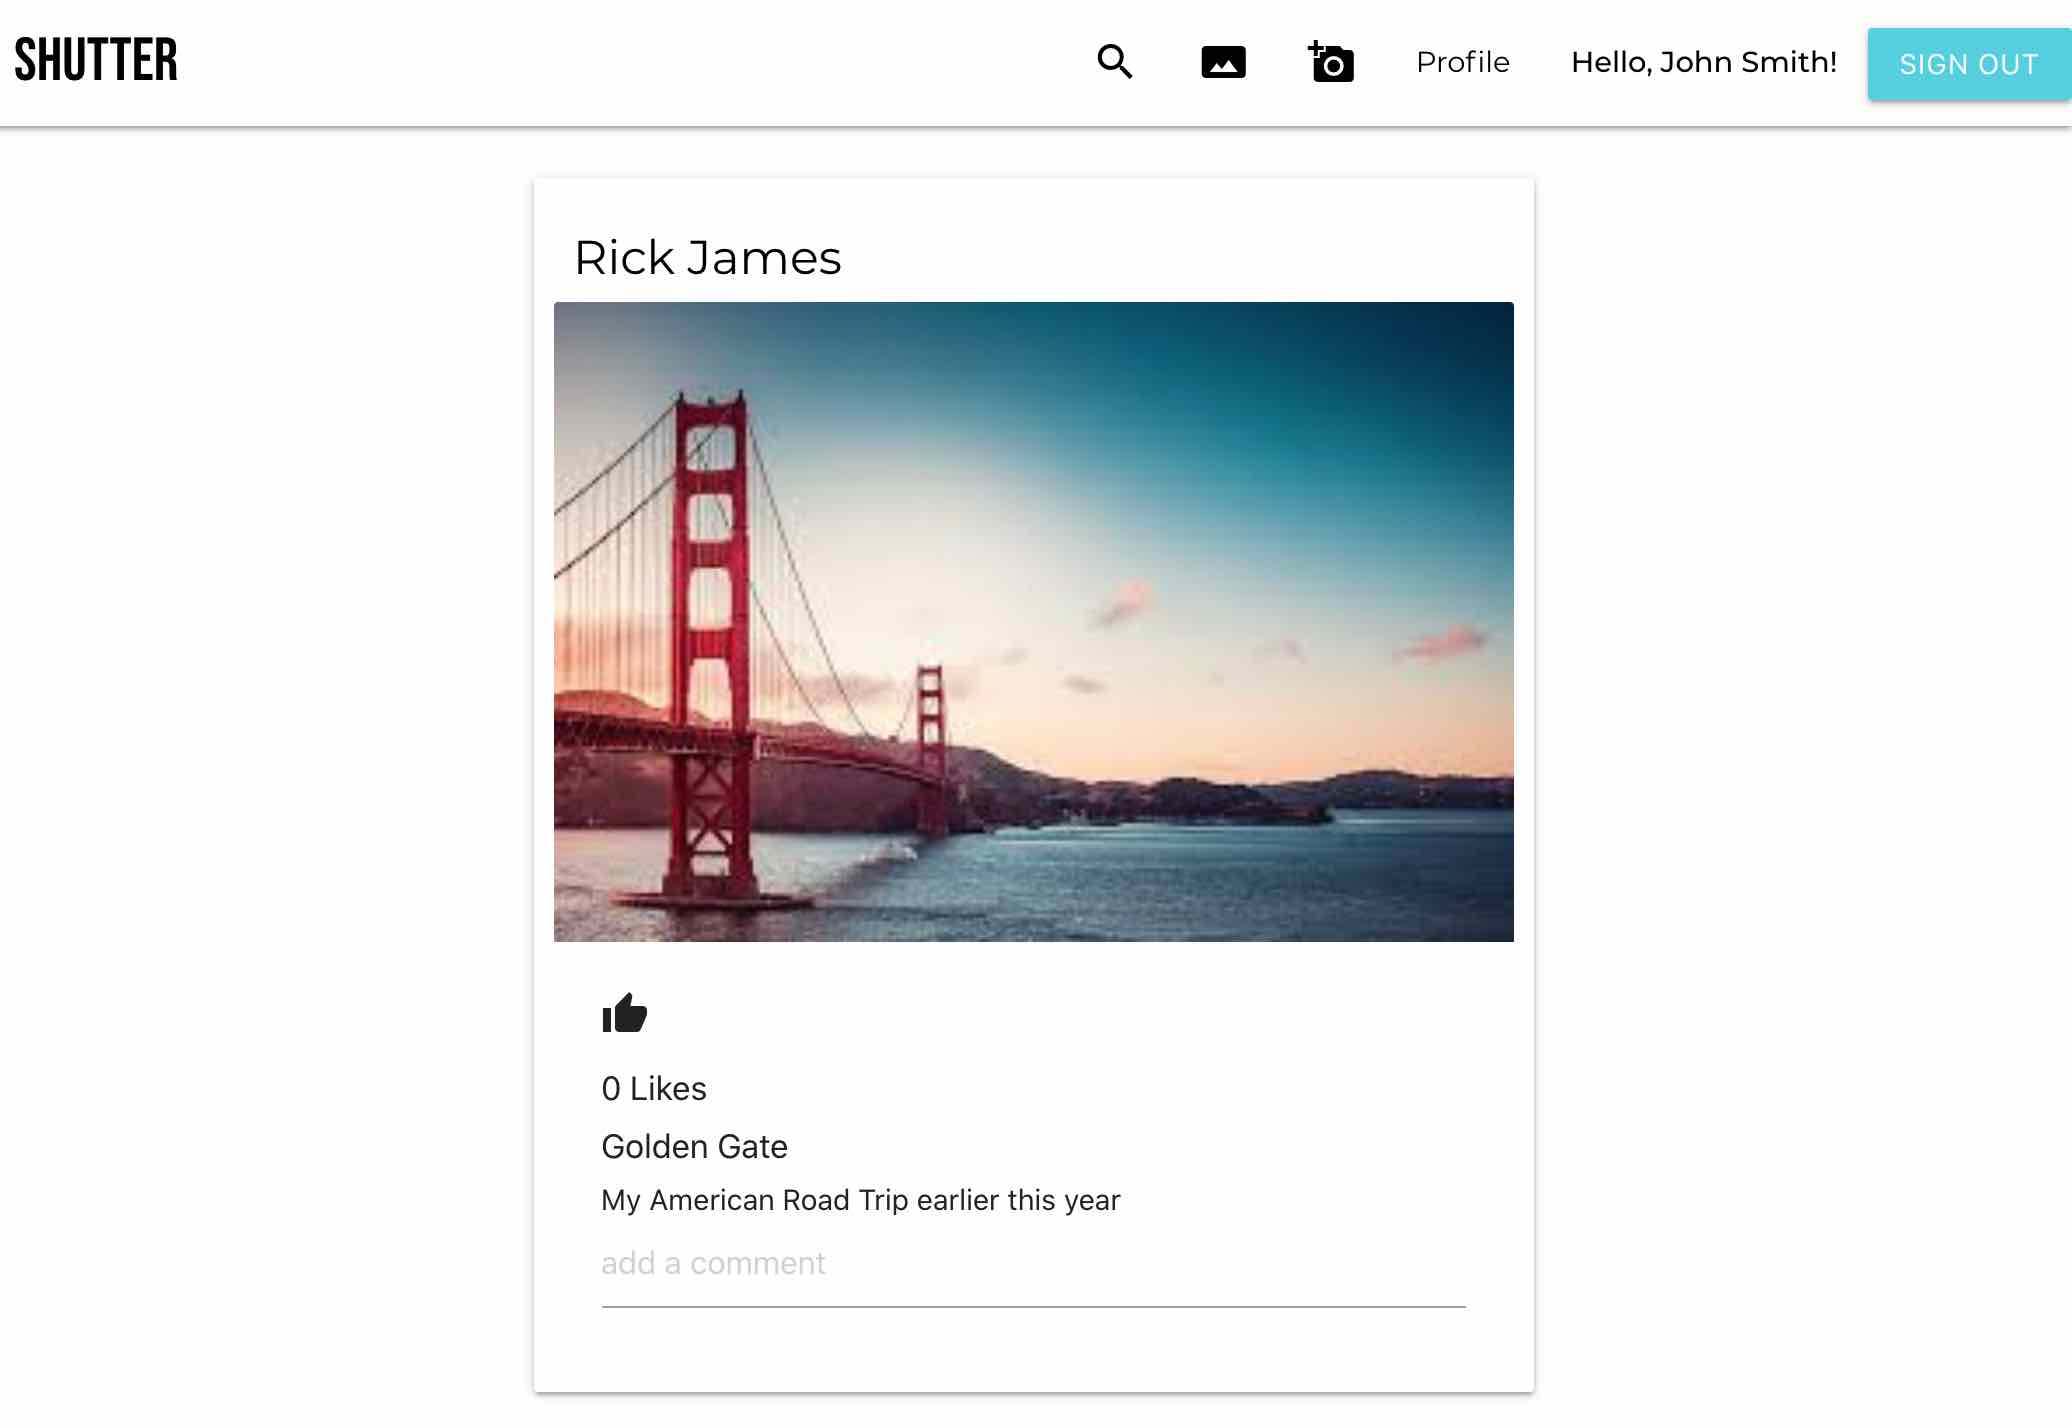 SHUTTER
Profile
Hello, John Smith!
SIGN OUT
Rick James
0 Likes
Golden Gate
My American Road Trip earlier this year
add a comment